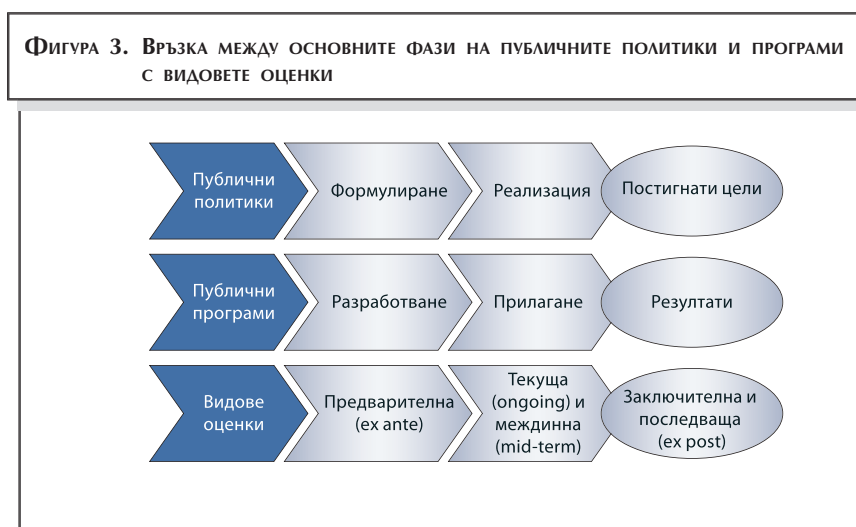 Фигура 3. Връзка между основните фази на публичните политики и програми
с видовете оценки
Публични
политики
Формулиране
Реализация
Постигнати цели
Публични
програми
Разработване
Прилагане
Резултати
Видове
оценки
Предварителна
(ex ante)
Текуща
(ongoing) и
междинна
(mid-term)
Заключителна и
последваща
(ex post)